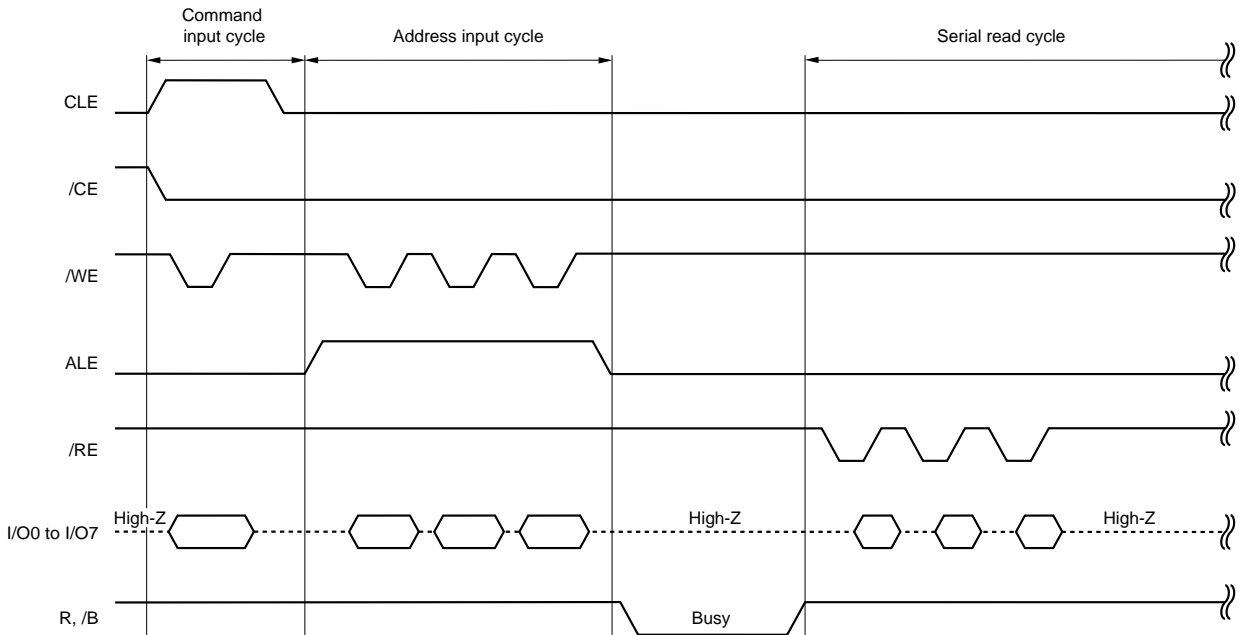 Command
input cycle
Address input cycle
Serial read cycle
CLE
/CE
/WE
ALE
/RE
I/O0 to I/O7
High-Z
High-Z
High-Z
R, /B
Busy